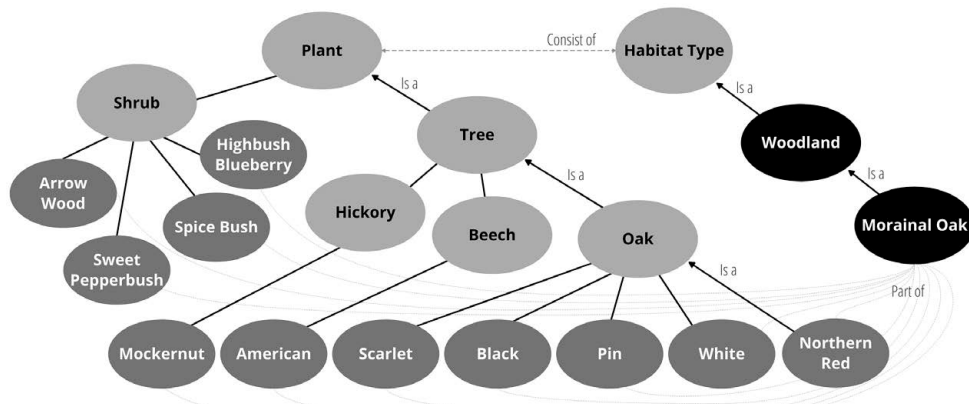 Plant
Consist of
Habitat Type
Is a
Is a
Shrub
Tree
Woodland
Highbush
Blueberry
Is a
Is a
Arrow
Wood
Hickory
Spice Bush
Beech
Oak
Morainal Oak
Sweet
Pepperbush
Is a
Part of
Mockernut
American
Scarlet
Black
Pin
White
Northern
Red